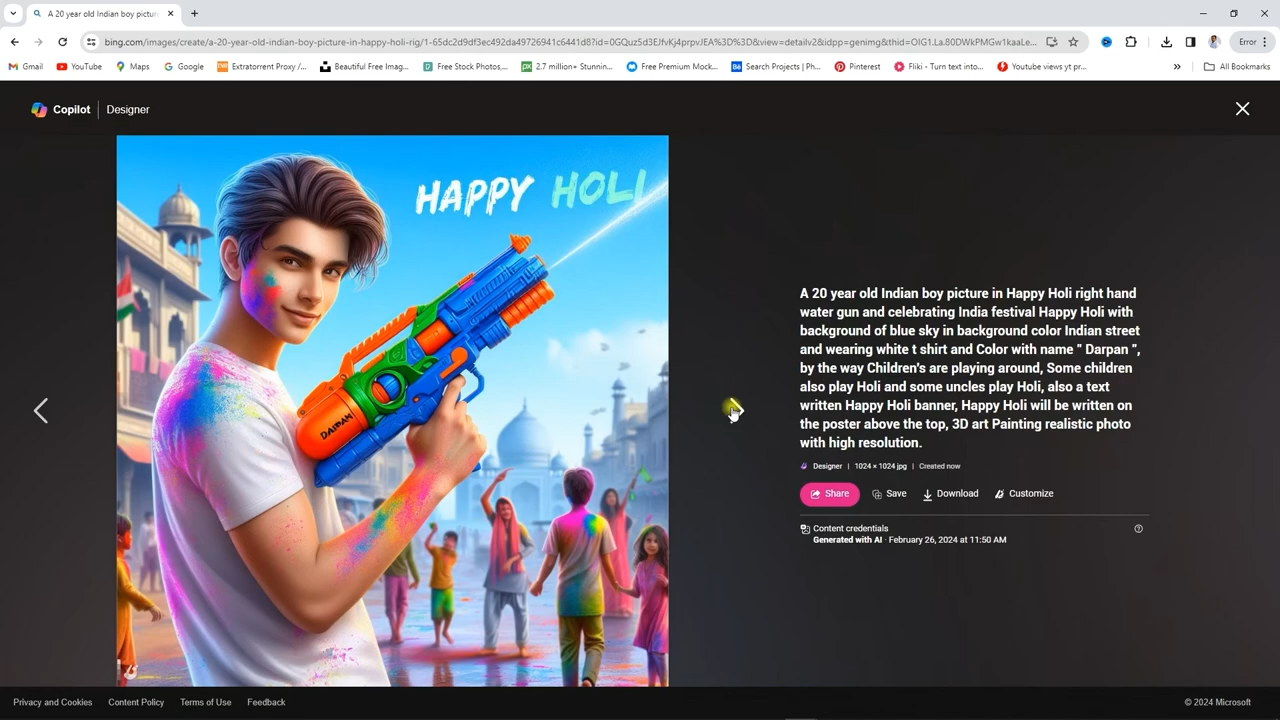 A 20 year old Indian boy pictur
bing.com/images/create/a-20-year-old-indian-boy-picture-in-happy-holi-rig/1-65dc2d9df3ec492da49726941c6441d8?id=0GQuz5d3EJfvKj4prpvJEA%3D%3D&view=detailv2&idpp=genimg&thid=OIG1.La.80DWkPMGw1kaaLe...
Error
Gmail
YouTube
Maps
Google
Extratorrent Proxy /...
Beautiful Free Imag...
Free Stock Photos,...
2.7 million+ Stunnin...
Free Premium Mock...
Search Projects | Ph...
Pinterest
Fliki - Turn text into...
Youtube views yt pr...
»
All Bookmarks
Copilot | Designer
HAPPY HOLI
DARPAN
A 20 year old Indian boy picture in Happy Holi right hand
water gun and celebrating India festival Happy Holi with
background of blue sky in background color Indian street
and wearing white t shirt and Color with name " Darpan ",
by the way Children's are playing around, Some children
also play Holi and some uncles play Holi, also a text
written Happy Holi banner, Happy Holi will be written on
the poster above the top, 3D art Painting realistic photo
with high resolution.
Designer | 1024 × 1024 jpg | Created now
Share
Save
Download
Customize
Content credentials
Generated with AI · February 26, 2024 at 11:50 AM
Privacy and Cookies
Content Policy
Terms of Use
Feedback
© 2024 Microsoft